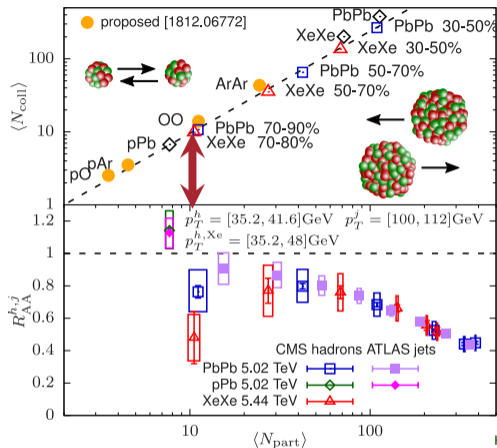 proposed [1812.06772]
PbPb
PbPb 30-50%
XeXe
XeXe 30-50%
ArAr
PbPb 50-70%
XeXe 50-70%
OO
PbPb 70-90%
pPb
XeXe 70-80%
pAr
pO
⟨N_coll⟩
100
10
1
p_T^h = [35.2, 41.6]GeV p_T^j = [100, 112]GeV
p_T^{h,Xe} = [35.2, 48]GeV
R_AA^{h,j}
1.2
1
0.8
0.6
0.4
0.2
0
CMS hadrons ATLAS jets
PbPb 5.02 TeV
pPb 5.02 TeV
XeXe 5.44 TeV
10
100
⟨N_part⟩